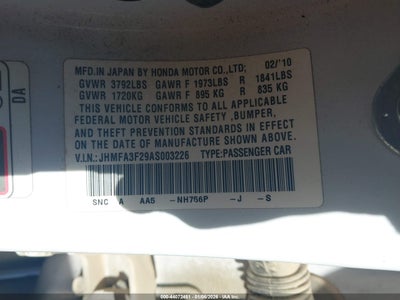 MFD. IN JAPAN BY HONDA MOTOR CO.,LTD; 02/'10
GVWR 3792LBS GAWR F 1973LBS R 1841LBS
GVWR 1720KG GAWR F 895 KG R 835 KG
THIS VEHICLE CONFORMS TO ALL APPLICABLE
FEDERAL MOTOR VEHICLE SAFETY ,BUMPER,
AND THEFT PREVENTION STANDARDS IN EFFECT
ON THE DATE OF MANUFACTURE SHOWN ABOVE.
V.I.N.: JHMFA3F29AS003226 TYPE:PASSENGER CAR
SNC A AA5 -NH756P -J -S
DA